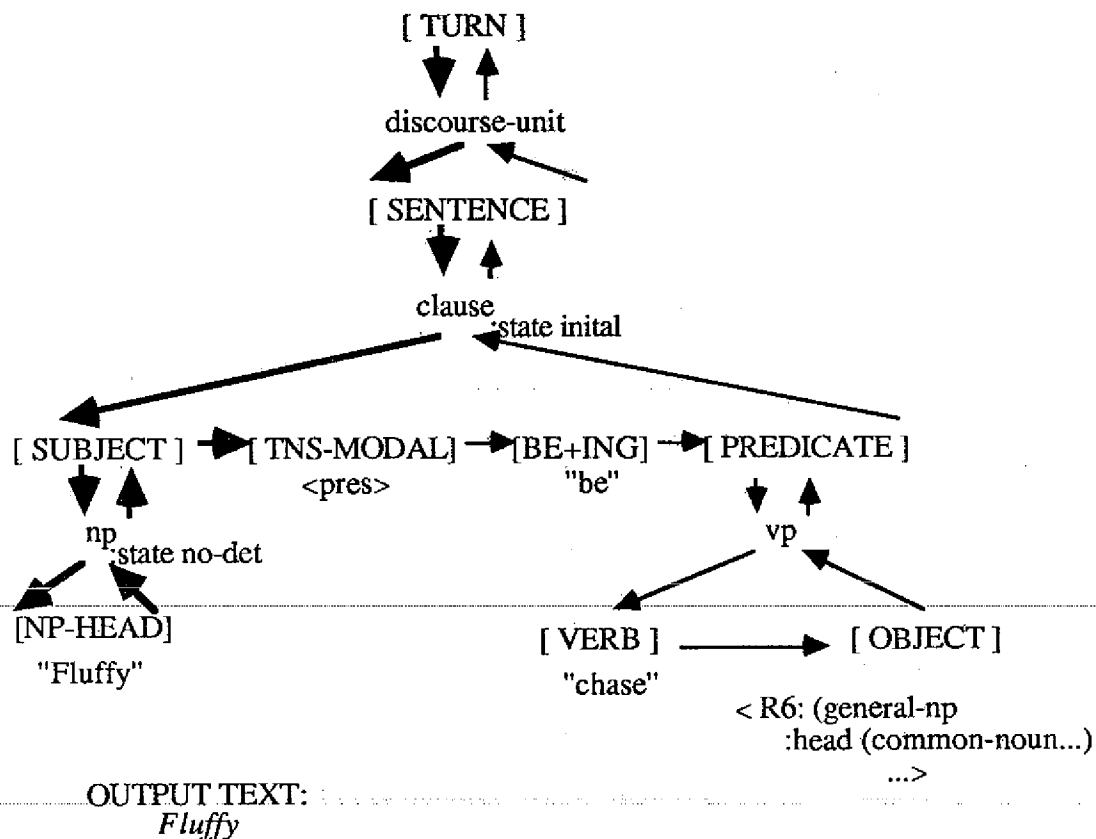 [ TURN ]
discourse-unit
[ SENTENCE ]
clause
:state inital
[ SUBJECT ] [ TNS-MODAL] [BE+ING] [ PREDICATE ]
<pres> "be"
np
:state no-det
vp
[NP-HEAD] [ VERB ] [ OBJECT ]
"Fluffy" "chase"
< R6: (general-np
:head (common-noun...)
...>
OUTPUT TEXT:
Fluffy